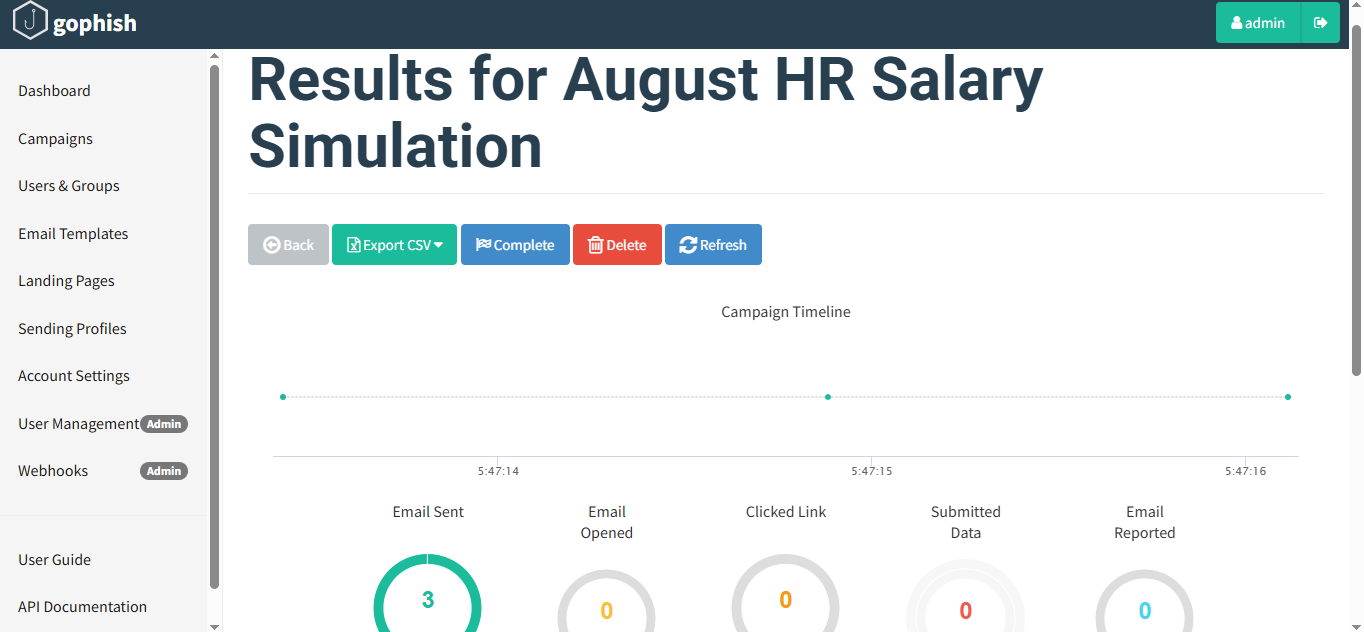 gophish
admin
Dashboard
Campaigns
Users & Groups
Email Templates
Landing Pages
Sending Profiles
Account Settings
User Management Admin
Webhooks Admin
User Guide
API Documentation
Results for August HR Salary
Simulation
Back Export CSV Complete Delete Refresh
Campaign Timeline
5:47:14 5:47:15 5:47:16
Email Sent
3
Email
Opened
0
Clicked Link
0
Submitted
Data
0
Email
Reported
0